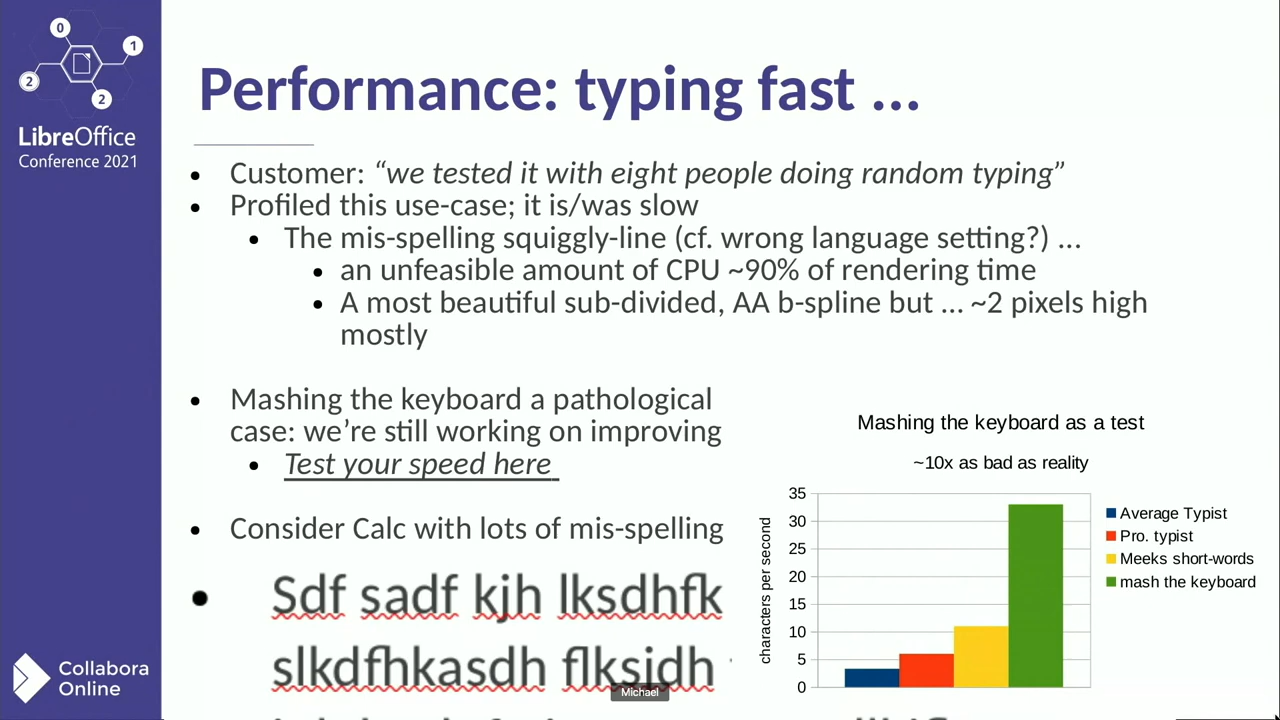 0
1
2
2
LibreOffice
Conference 2021
Performance: typing fast ...
Customer: “we tested it with eight people doing random typing”
Profiled this use-case; it is/was slow
The mis-spelling squiggly-line (cf. wrong language setting?) ...
an unfeasible amount of CPU ~90% of rendering time
A most beautiful sub-divided, AA b-spline but ... ~2 pixels high
mostly
Mashing the keyboard a pathological
case: we’re still working on improving
Test your speed here
Consider Calc with lots of mis-spelling
Sdf sadf kjh lksdhfk
slkdfhkasdh flksjdh
Mashing the keyboard as a test
~10x as bad as reality
characters per second
35
30
25
20
15
10
5
0
Average Typist
Pro. typist
Meeks short-words
mash the keyboard
Collabora
Online
Michael